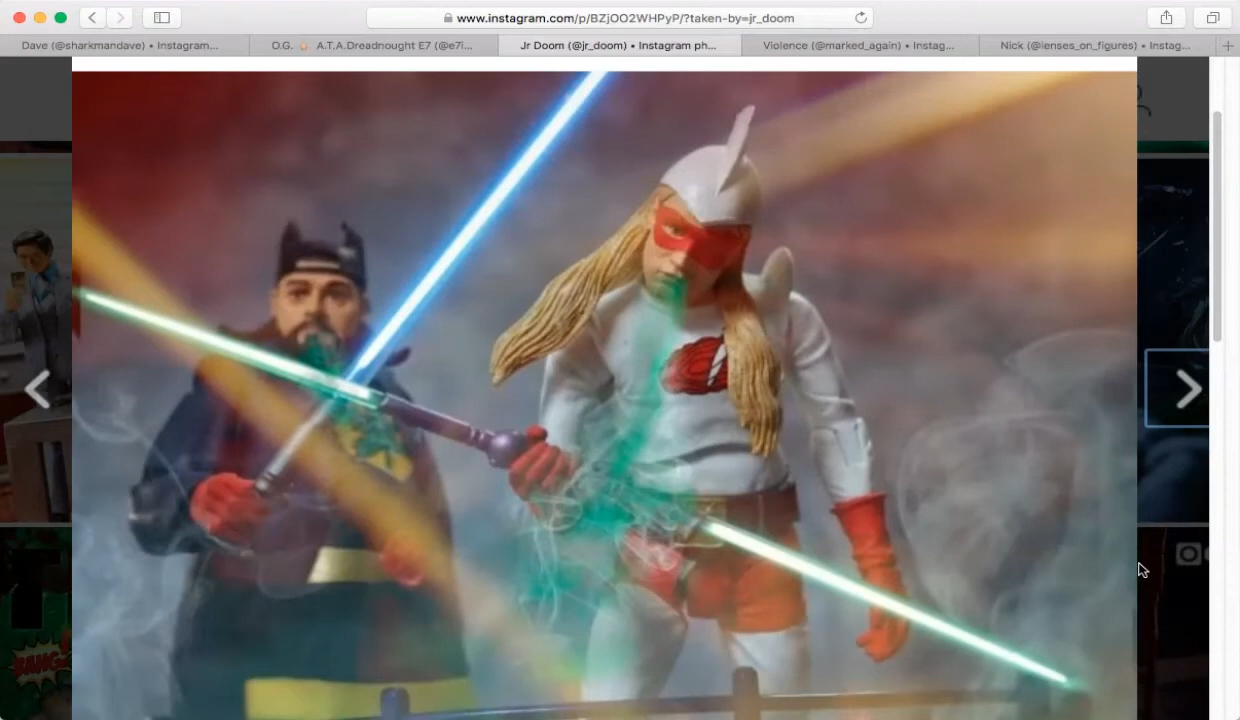 www.instagram.com/p/BZjOO2WHPyP/?taken-by=jr_doom
Dave (@sharkmandave) • Instagram...
O.G. 🔥 A.T.A.Dreadnought E7 (@e7i...
Jr Doom (@jr_doom) • Instagram ph...
Violence (@marked_again) • Instag...
Nick (@lenses_on_figures) • Instag...
BANG